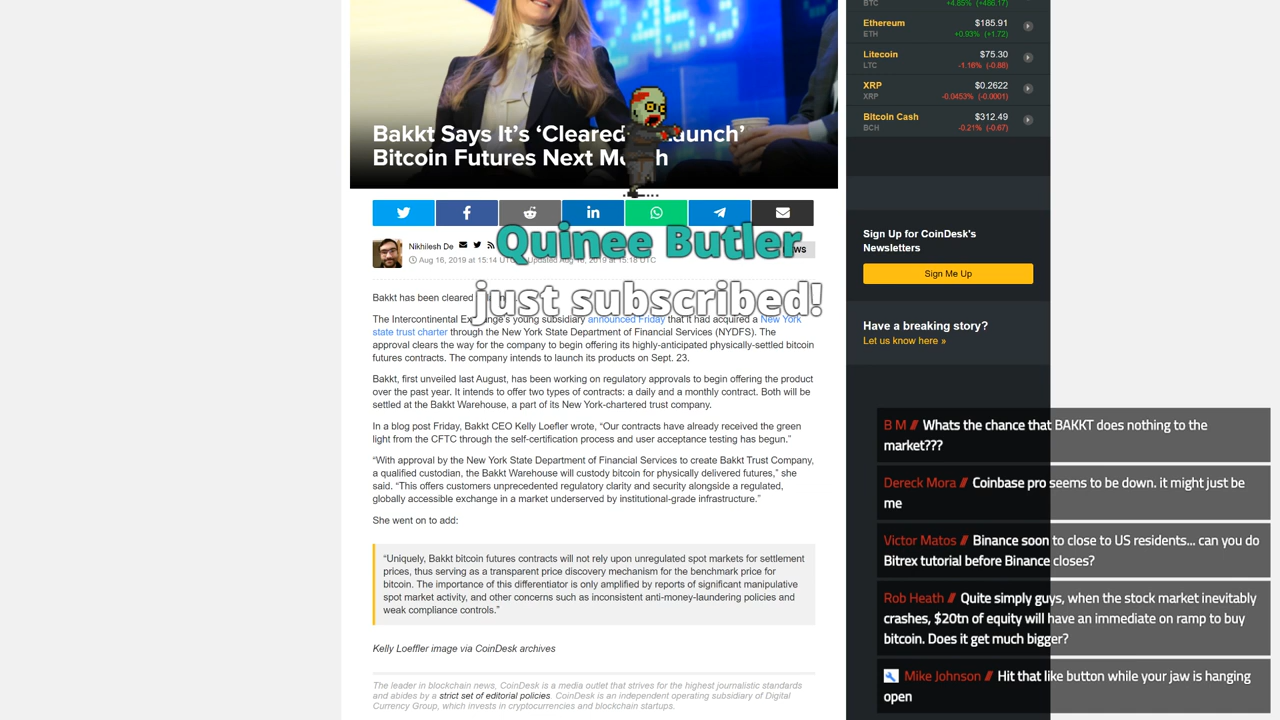 Bakkt Says It's 'Cleared Launch'
Bitcoin Futures Next Month
Nikhilesh De
Aug 16, 2019 at 15:14 UTC Updated Aug 16, 2019 at 15:18 UTC
Quinee Butler
just subscribed!
Bakkt has been cleared
The Intercontinental Exchange's young subsidiary announced Friday that it had acquired a New York
state trust charter through the New York State Department of Financial Services (NYDFS). The
approval clears the way for the company to begin offering its highly-anticipated physically-settled bitcoin
futures contracts. The company intends to launch its products on Sept. 23.
Bakkt, first unveiled last August, has been working on regulatory approvals to begin offering the product
over the past year. It intends to offer two types of contracts: a daily and a monthly contract. Both will be
settled at the Bakkt Warehouse, a part of its New York-chartered trust company.
In a blog post Friday, Bakkt CEO Kelly Loefler wrote, “Our contracts have already received the green
light from the CFTC through the self-certification process and user acceptance testing has begun.”
“With approval by the New York State Department of Financial Services to create Bakkt Trust Company,
a qualified custodian, the Bakkt Warehouse will custody bitcoin for physically delivered futures,” she
said. “This offers customers unprecedented regulatory clarity and security alongside a regulated,
globally accessible exchange in a market underserved by institutional-grade infrastructure.”
She went on to add:
“Uniquely, Bakkt bitcoin futures contracts will not rely upon unregulated spot markets for settlement
prices, thus serving as a transparent price discovery mechanism for the benchmark price for
bitcoin. The importance of this differentiator is only amplified by reports of significant manipulative
spot market activity, and other concerns such as inconsistent anti-money-laundering policies and
weak compliance controls.”
Kelly Loeffler image via CoinDesk archives
The leader in blockchain news, CoinDesk is a media outlet that strives for the highest journalistic standards
and abides by a strict set of editorial policies. CoinDesk is an independent operating subsidiary of Digital
Currency Group, which invests in cryptocurrencies and blockchain startups.
BTC +4.85% (+486.17)
Ethereum $185.91
ETH +0.93% (+1.72)
Litecoin $75.30
LTC -1.16% (-0.88)
XRP $0.2622
XRP -0.0453% (-0.0001)
Bitcoin Cash $312.49
BCH -0.21% (-0.67)
Sign Up for CoinDesk's
Newsletters
Sign Me Up
Have a breaking story?
Let us know here »
B M // Whats the chance that BAKKT does nothing to the
market???
Dereck Mora // Coinbase pro seems to be down. it might just be
me
Victor Matos // Binance soon to close to US residents... can you do
Bitrex tutorial before Binance closes?
Rob Heath // Quite simply guys, when the stock market inevitably
crashes, $20tn of equity will have an immediate on ramp to buy
bitcoin. Does it get much bigger?
Mike Johnson // Hit that like button while your jaw is hanging
open